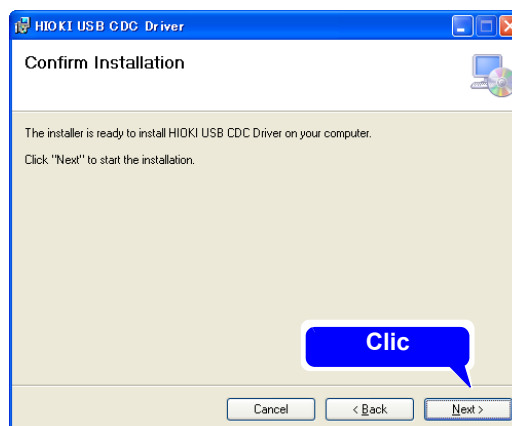 HIOKI USB CDC Driver
Confirm Installation
The installer is ready to install HIOKI USB CDC Driver on your computer.
Click "Next" to start the installation.
Clic
Cancel
< Back
Next >